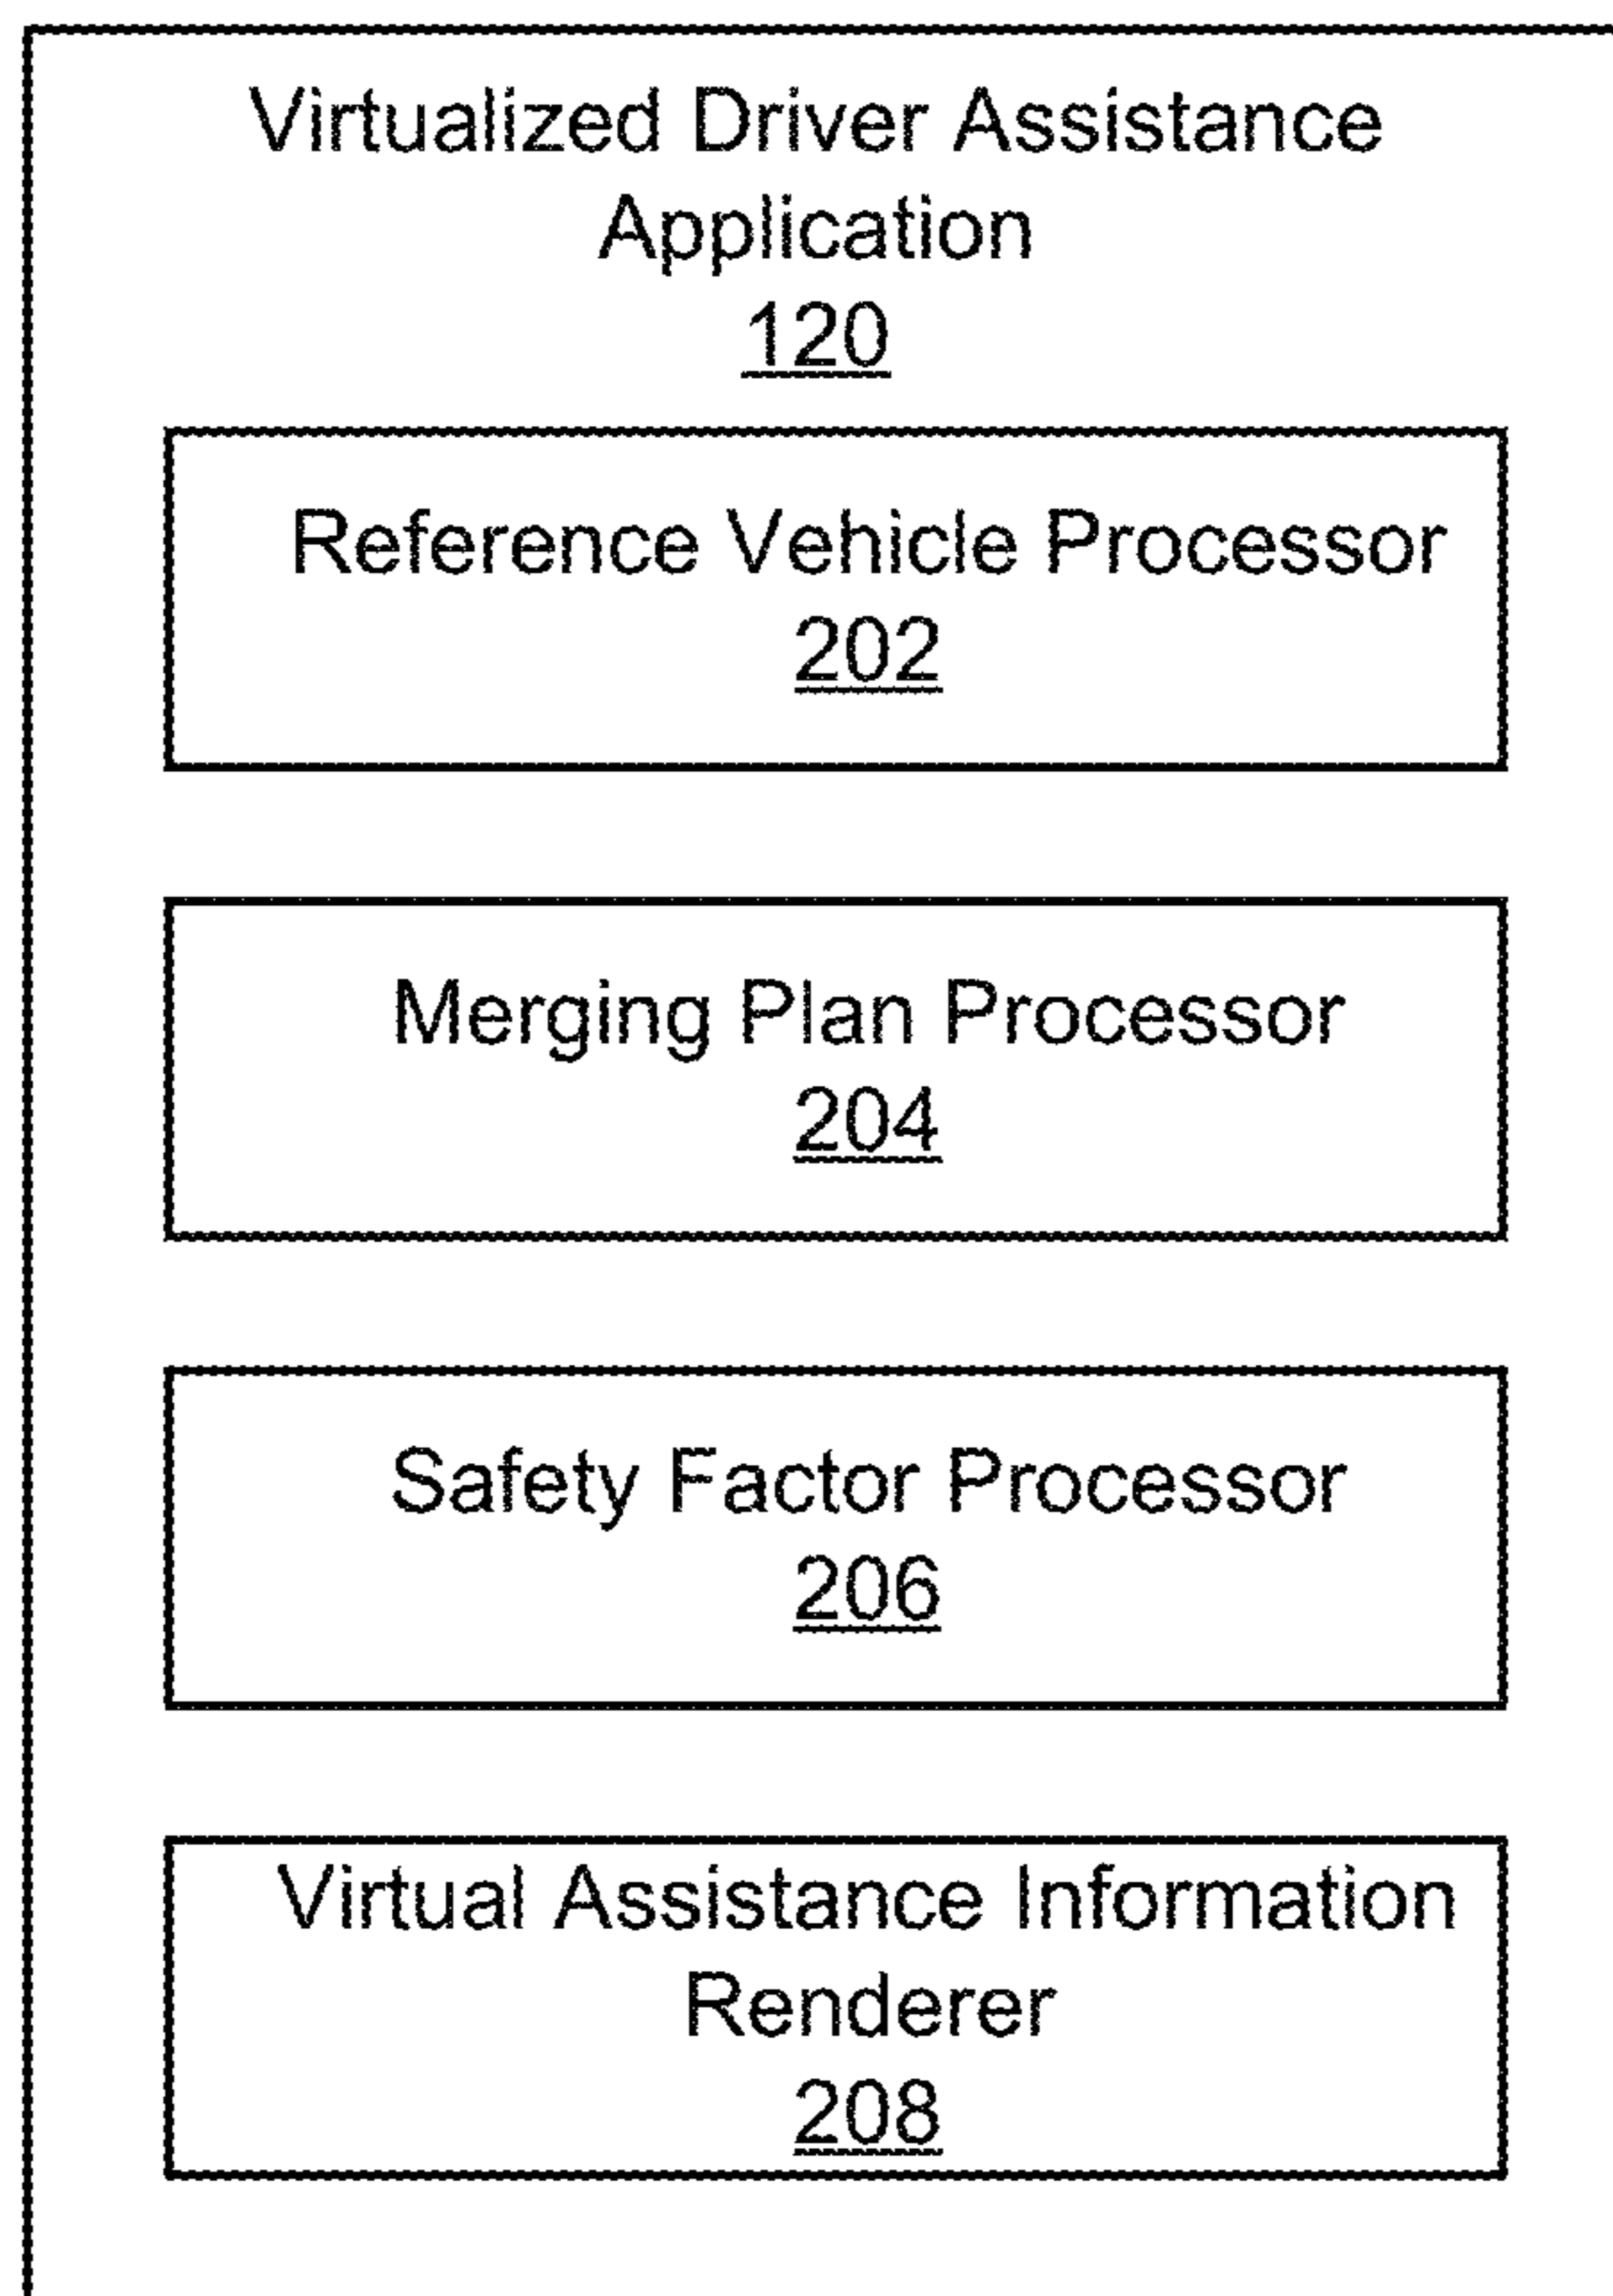 Virtualized Driver Assistance
Application
120
Reference Vehicle Processor
202
Merging Plan Processor
204
Safety Factor Processor
206
Virtual Assistance Information
Renderer
208